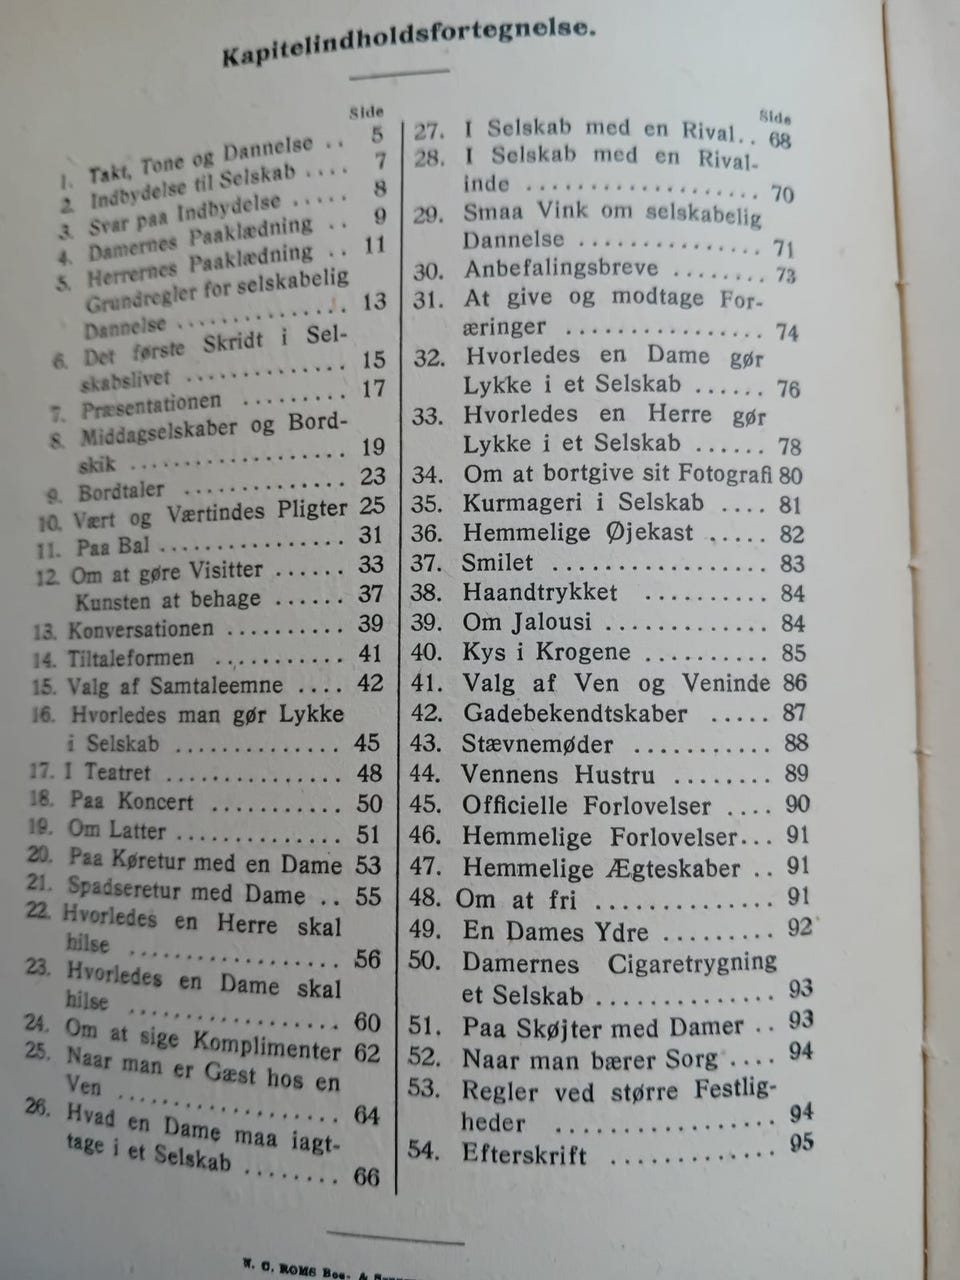 Kapitelindholdsfortegnelse.
Side
1. Takt, Tone og Dannelse .. 5
2. Indbydelse til Selskab .... 7
3. Svar paa Indbydelse ..... 8
4. Damernes Paaklædning .. 9
5. Herrernes Paaklædning .. 11
Grundregler for selskabelig
Dannelse ............... 13
6. Det første Skridt i Sel-
skabslivet .............. 15
7. Præsentationen ......... 17
8. Middagselskaber og Bord-
skik ................... 19
9. Bordtaler .............. 23
10. Vært og Værtindes Pligter 25
11. Paa Bal ................ 31
12. Om at gøre Visitter ...... 33
Kunsten at behage ...... 37
13. Konversationen .......... 39
14. Tiltaleformen ........... 41
15. Valg af Samtaleemne .... 42
16. Hvorledes man gør Lykke
i Selskab .............. 45
17. I Teatret ............... 48
18. Paa Koncert ............ 50
19. Om Latter .............. 51
20. Paa Køretur med en Dame 53
21. Spadseretur med Dame .. 55
22. Hvorledes en Herre skal
hilse .................. 56
23. Hvorledes en Dame skal
hilse .................. 60
24. Om at sige Komplimenter 62
25. Naar man er Gæst hos en
Ven ................... 64
26. Hvad en Dame maa iagt-
tage i et Selskab ........ 66
Side
27. I Selskab med en Rival.. 68
28. I Selskab med en Rival-
inde ................... 70
29. Smaa Vink om selskabelig
Dannelse ............... 71
30. Anbefalingsbreve ........ 73
31. At give og modtage For-
æringer ................ 74
32. Hvorledes en Dame gør
Lykke i et Selskab ...... 76
33. Hvorledes en Herre gør
Lykke i et Selskab ...... 78
34. Om at bortgive sit Fotografi 80
35. Kurmageri i Selskab .... 81
36. Hemmelige Øjekast ..... 82
37. Smilet ................. 83
38. Haandtrykket .......... 84
39. Om Jalousi ............. 84
40. Kys i Krogene .......... 85
41. Valg af Ven og Veninde 86
42. Gadebekendtskaber ..... 87
43. Stævnemøder ........... 88
44. Vennens Hustru ........ 89
45. Officielle Forlovelser .... 90
46. Hemmelige Forlovelser... 91
47. Hemmelige Ægteskaber .. 91
48. Om at fri .............. 91
49. En Dames Ydre ......... 92
50. Damernes Cigaretrygning
et Selskab .............. 93
51. Paa Skøjter med Damer .. 93
52. Naar man bærer Sorg .... 94
53. Regler ved større Festlig-
heder ................. 94
54. Efterskrift ............. 95
W. C. ROMS Bog- &